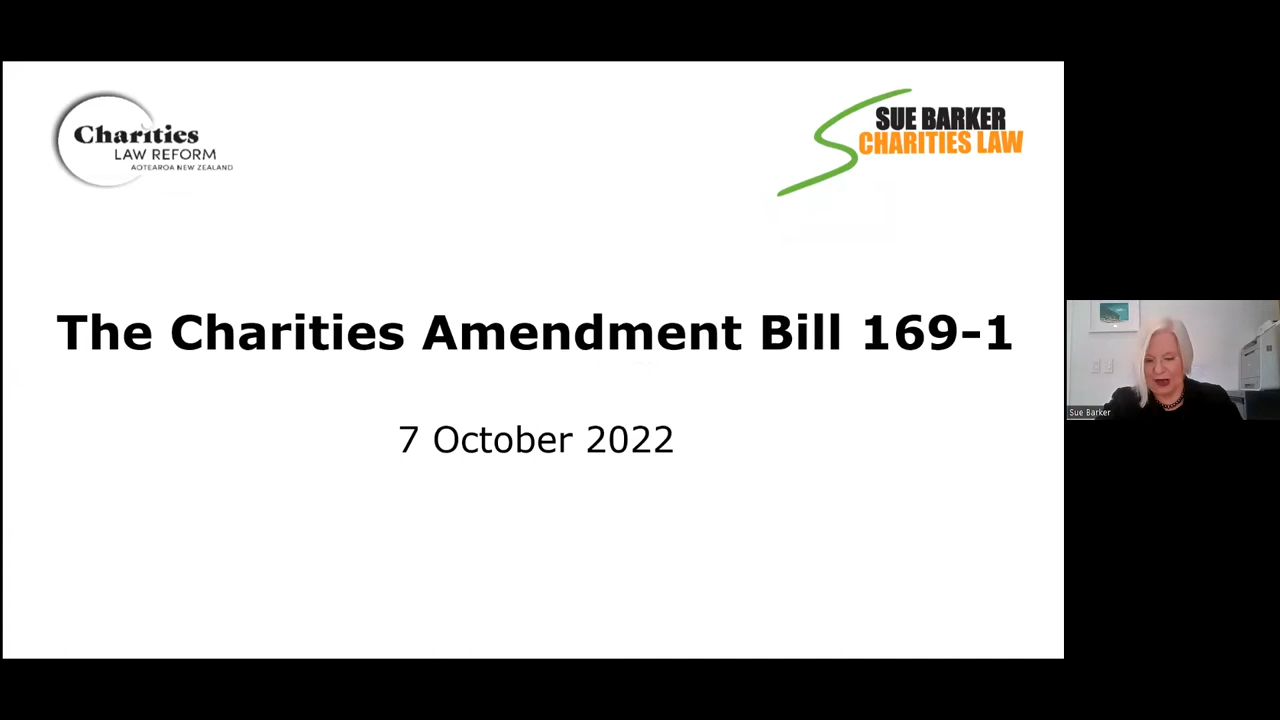 Charities
LAW REFORM
AOTEAROA NEW ZEALAND
SUE BARKER
CHARITIES LAW
The Charities Amendment Bill 169-1
7 October 2022
Sue Barker